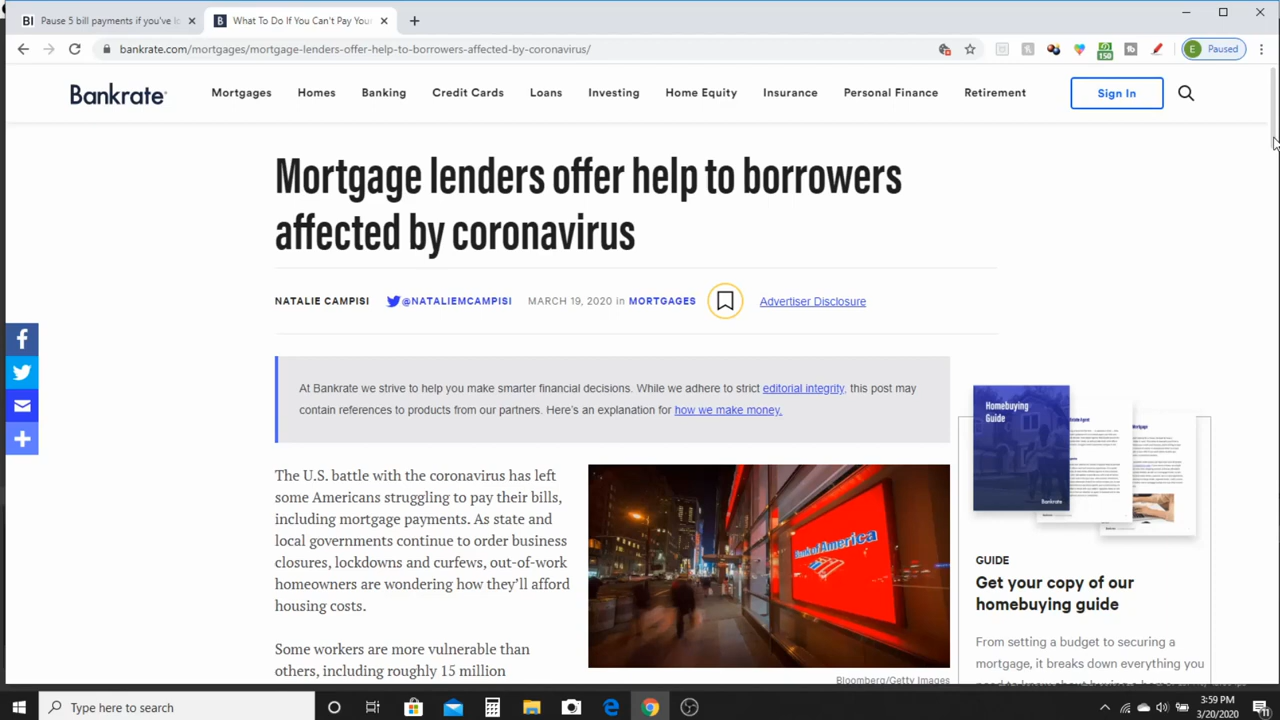 BI Pause 5 bill payments if you've lo
B What To Do If You Can't Pay Your
bankrate.com/mortgages/mortgage-lenders-offer-help-to-borrowers-affected-by-coronavirus/
150
E Paused
Bankrate
Mortgages Homes Banking Credit Cards Loans Investing Home Equity Insurance Personal Finance Retirement
Sign In
Mortgage lenders offer help to borrowers
affected by coronavirus
NATALIE CAMPISI @NATALIEMCAMPISI MARCH 19, 2020 in MORTGAGES Advertiser Disclosure
At Bankrate we strive to help you make smarter financial decisions. While we adhere to strict editorial integrity, this post may
contain references to products from our partners. Here's an explanation for how we make money.
The U.S. battle with the coronavirus has left
some Americans struggling to pay their bills,
including mortgage payments. As state and
local governments continue to order business
closures, lockdowns and curfews, out-of-work
homeowners are wondering how they'll afford
housing costs.
Some workers are more vulnerable than
others, including roughly 15 million
Bank of America
Bloomberg/Getty Images
Homebuying
Guide
Bankrate
GUIDE
Get your copy of our
homebuying guide
From setting a budget to securing a
mortgage, it breaks down everything you
Type here to search
3:59 PM
3/20/2020